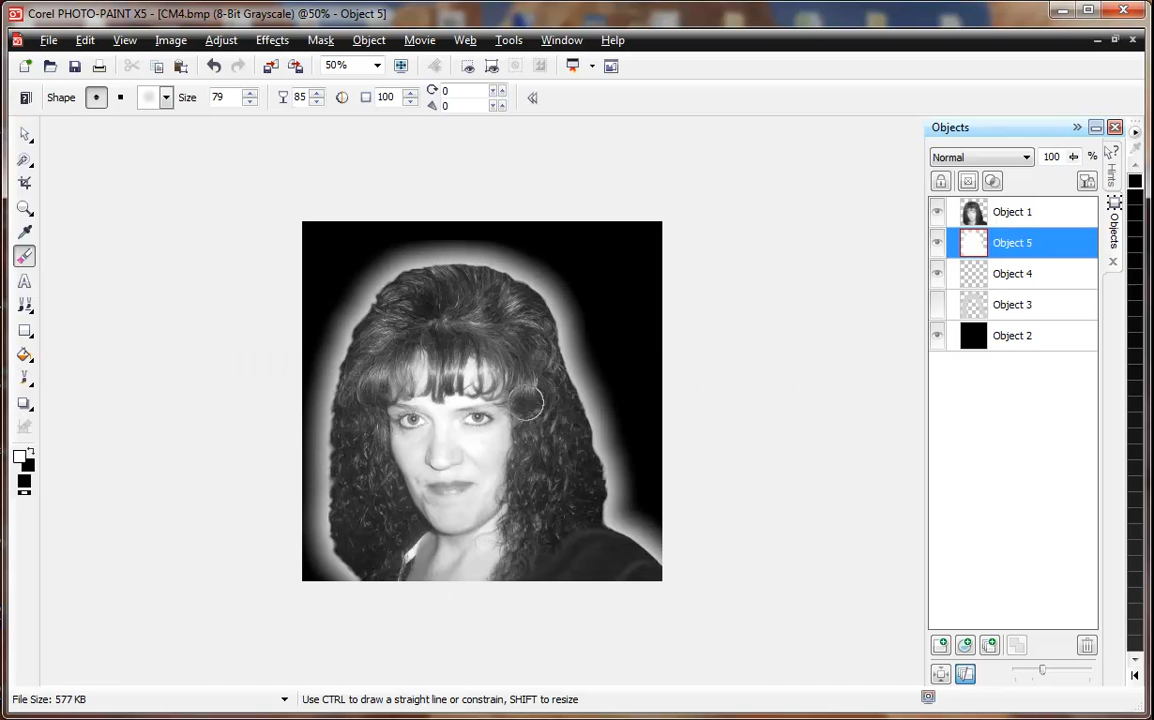 Corel PHOTO-PAINT X5 - [CM4.bmp (8-Bit Grayscale) @50% - Object 5]
File Edit View Image Adjust Effects Mask Object Movie Web Tools Window Help
50%
Shape Size 79 85 100 0
0
Objects
Normal 100 %
Hints
Objects
Object 1
Object 5
Object 4
Object 3
Object 2
File Size: 577 KB Use CTRL to draw a straight line or constrain, SHIFT to resize